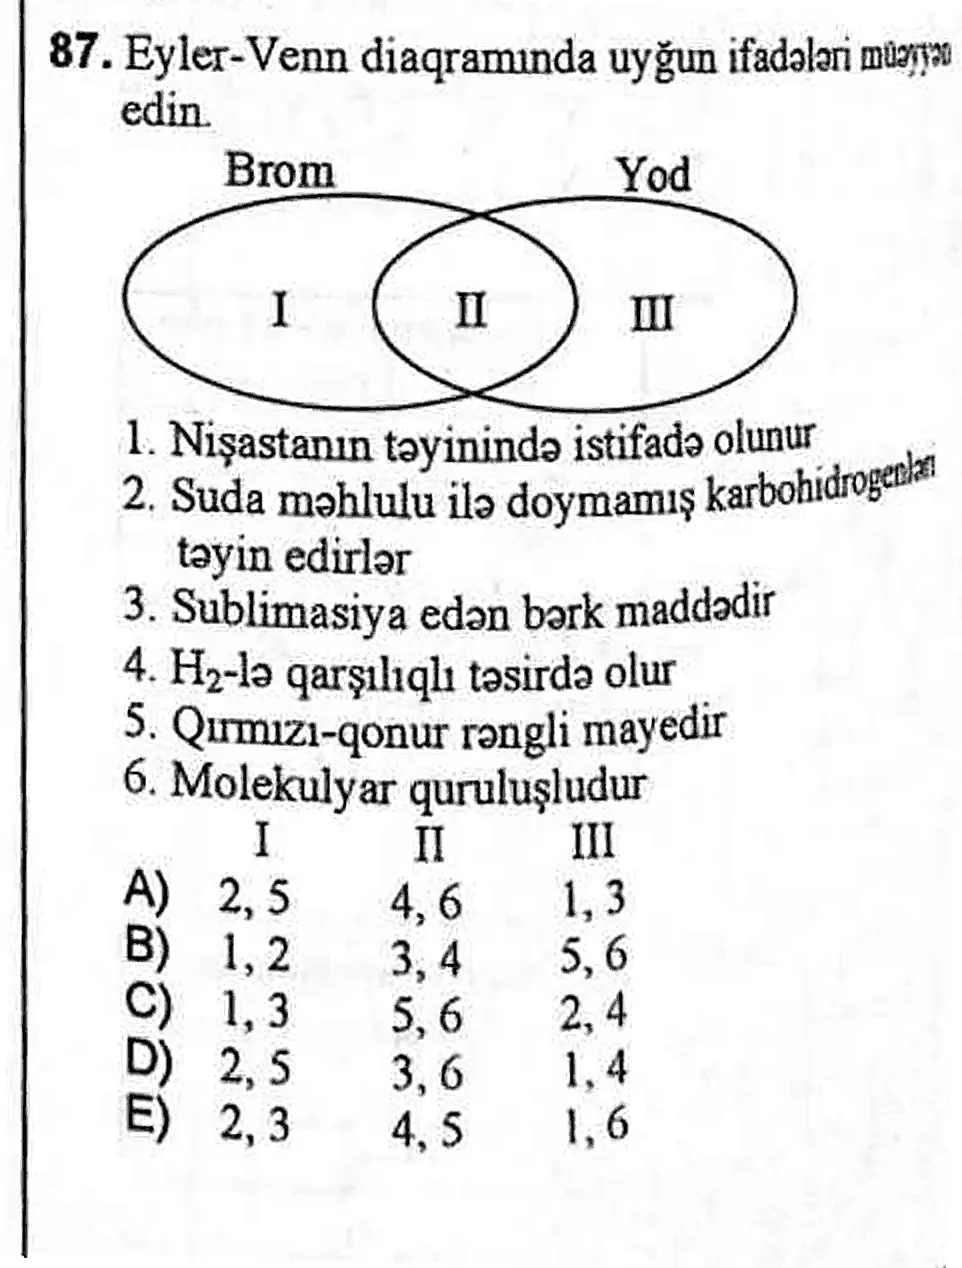 87. Eyler-Venn diaqramında uyğun ifadələri müəyyən
edin.
Brom Yod
I II III
1. Nişastanın təyinində istifadə olunur
2. Suda məhlulu ilə doymamış karbohidrogenləri
təyin edirlər
3. Sublimasiya edən bərk maddədir
4. H₂-lə qarşılıqlı təsirdə olur
5. Qırmızı-qonur rəngli mayedir
6. Molekulyar quruluşludur
I II III
A) 2, 5 4, 6 1, 3
B) 1, 2 3, 4 5, 6
C) 1, 3 5, 6 2, 4
D) 2, 5 3, 6 1, 4
E) 2, 3 4, 5 1, 6